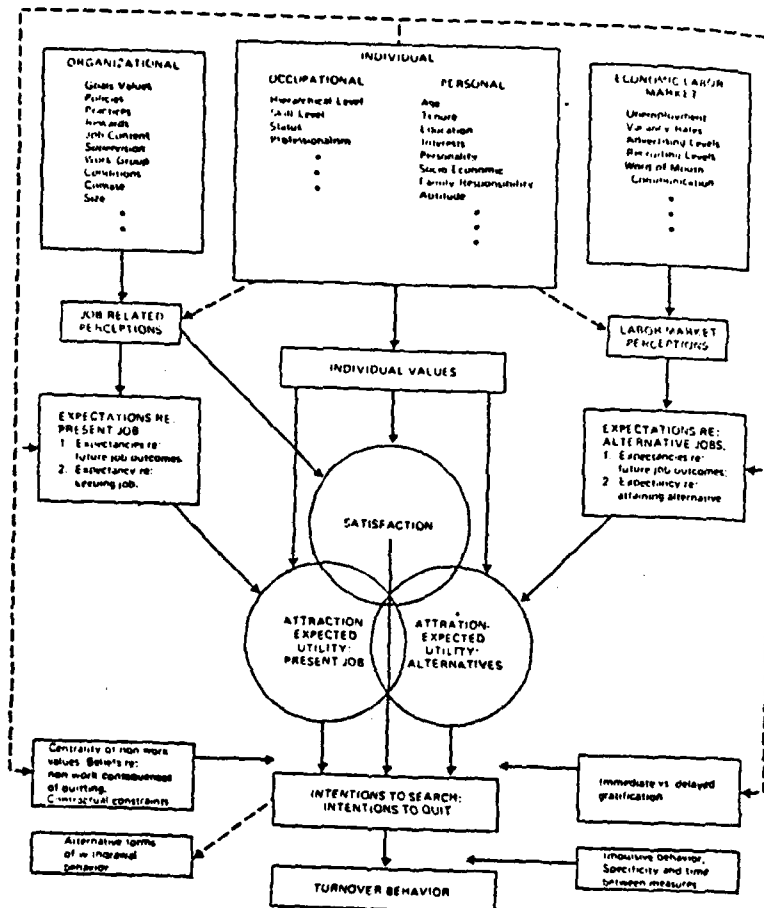 ORGANIZATIONAL
Goals Values
Policies
Practices
Rewards
Job Content
Supervision
Work Group
Conditions
Climate
Size
INDIVIDUAL
OCCUPATIONAL
Hierarchical Level
Skill Level
Status
Professionalism
PERSONAL
Age
Tenure
Education
Interests
Personality
Socio Economic
Family Responsibility
Aptitude
ECONOMIC LABOR
MARKET
Unemployment
Vacancy Rates
Advertising Levels
Recruiting Levels
Word of Mouth
Communication
JOB RELATED
PERCEPTIONS
LABOR MARKET
PERCEPTIONS
INDIVIDUAL VALUES
EXPECTATIONS RE:
PRESENT JOB
1. Expectancies re:
future job outcomes
2. Expectancy re:
keeping job.
EXPECTATIONS RE:
ALTERNATIVE JOBS.
1. Expectancies re:
future job outcomes;
2. Expectancy re:
attaining alternative
SATISFACTION
ATTRACTION
EXPECTED
UTILITY:
PRESENT JOB
ATTRATION-
EXPECTED
UTILITY:
ALTERNATIVES
Centrality of non work
values. Beliefs re:
non work consequences
of quitting.
Contractual constraints
INTENTIONS TO SEARCH:
INTENTIONS TO QUIT
Immediate vs. delayed
gratification
Alternative forms
of withdrawal
behavior
TURNOVER BEHAVIOR
Impulsive behavior,
Specificity and time
between measures